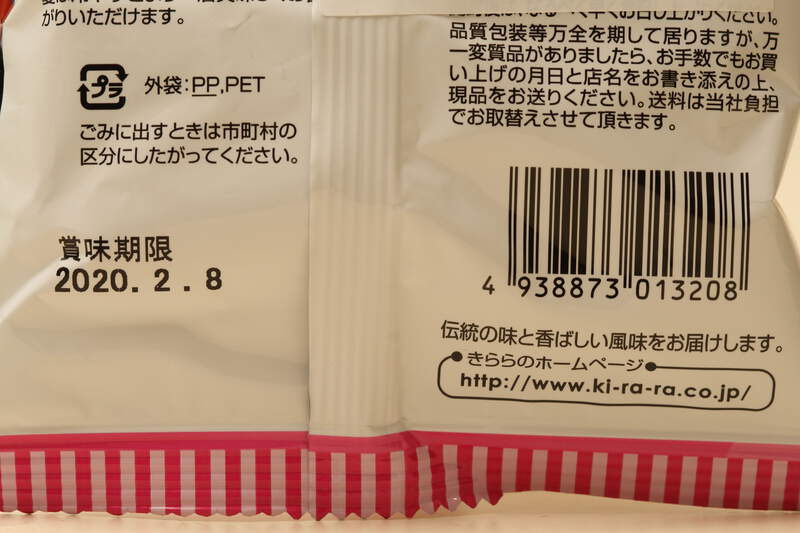 がりいただけます。
プラ
外袋:PP,PET
ごみに出すときは市町村の
区分にしたがってください。
賞味期限
2020.2.8
品質包装等万全を期して居りますが、万
一変質品がありましたら、お手数でもお買
い上げの月日と店名をお書き添えの上、
現品をお送りください。送料は当社負担
でお取替えさせて頂きます。
4 938873 013208
伝統の味と香ばしい風味をお届けします。
きららのホームページ
http://www.ki-ra-ra.co.jp/